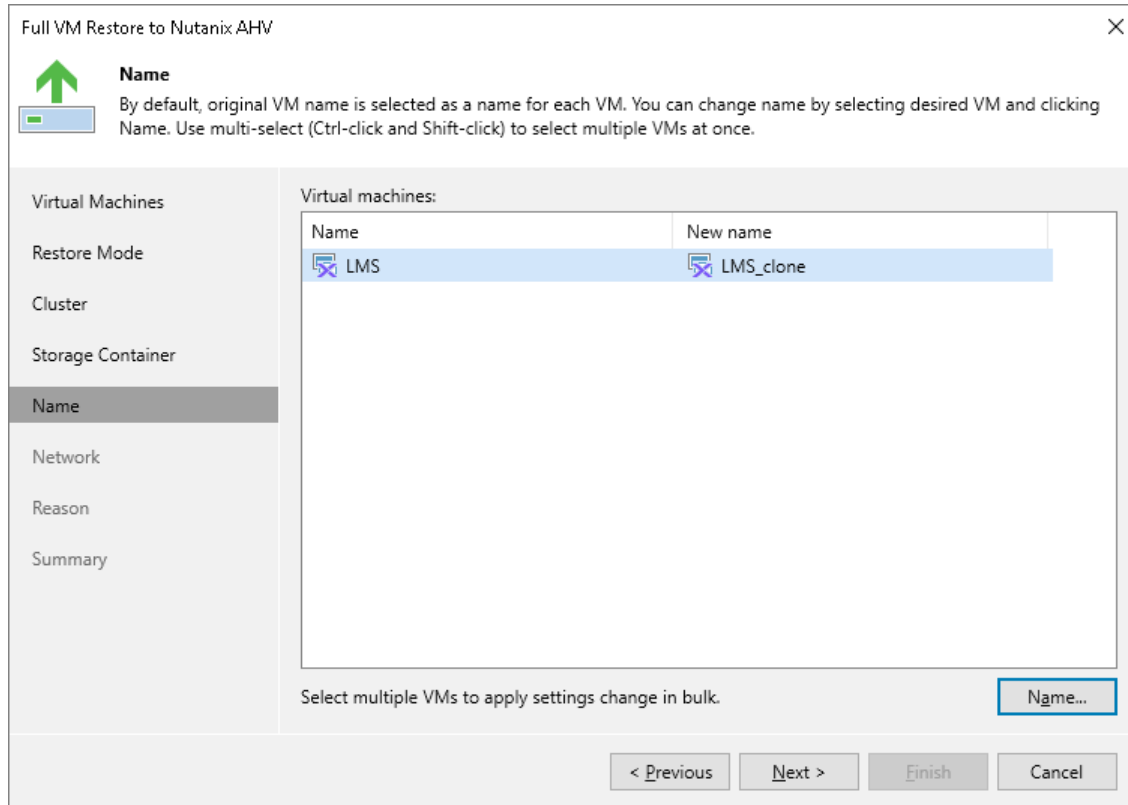 Full VM Restore to Nutanix AHV
Name
By default, original VM name is selected as a name for each VM. You can change name by selecting desired VM and clicking
Name. Use multi-select (Ctrl-click and Shift-click) to select multiple VMs at once.
Virtual Machines
Restore Mode
Cluster
Storage Container
Name
Network
Reason
Summary
Virtual machines:
Name New name
LMS LMS_clone
Select multiple VMs to apply settings change in bulk.
Name...
< Previous Next > Finish Cancel